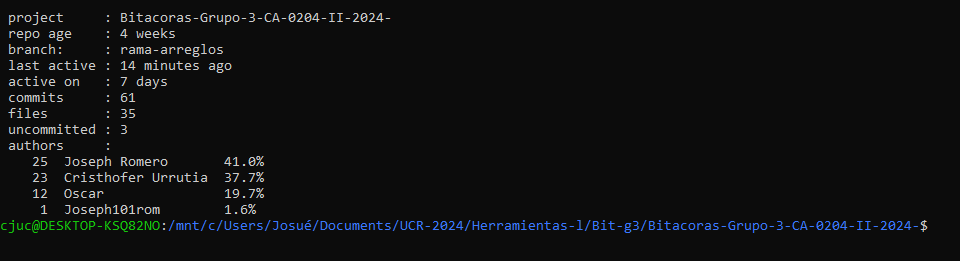 project     : Bitacoras-Grupo-3-CA-0204-II-2024-
repo age    : 4 weeks
branch:     : rama-arreglos
last active : 14 minutes ago
active on   : 7 days
commits     : 61
files       : 35
uncommitted : 3
authors     :
   25  Joseph Romero       41.0%
   23  Cristhofer Urrutia  37.7%
   12  Oscar               19.7%
    1  Joseph101rom        1.6%
cjuc@DESKTOP-KSQ82NO:/mnt/c/Users/Josué/Documents/UCR-2024/Herramientas-l/Bit-g3/Bitacoras-Grupo-3-CA-0204-II-2024-$